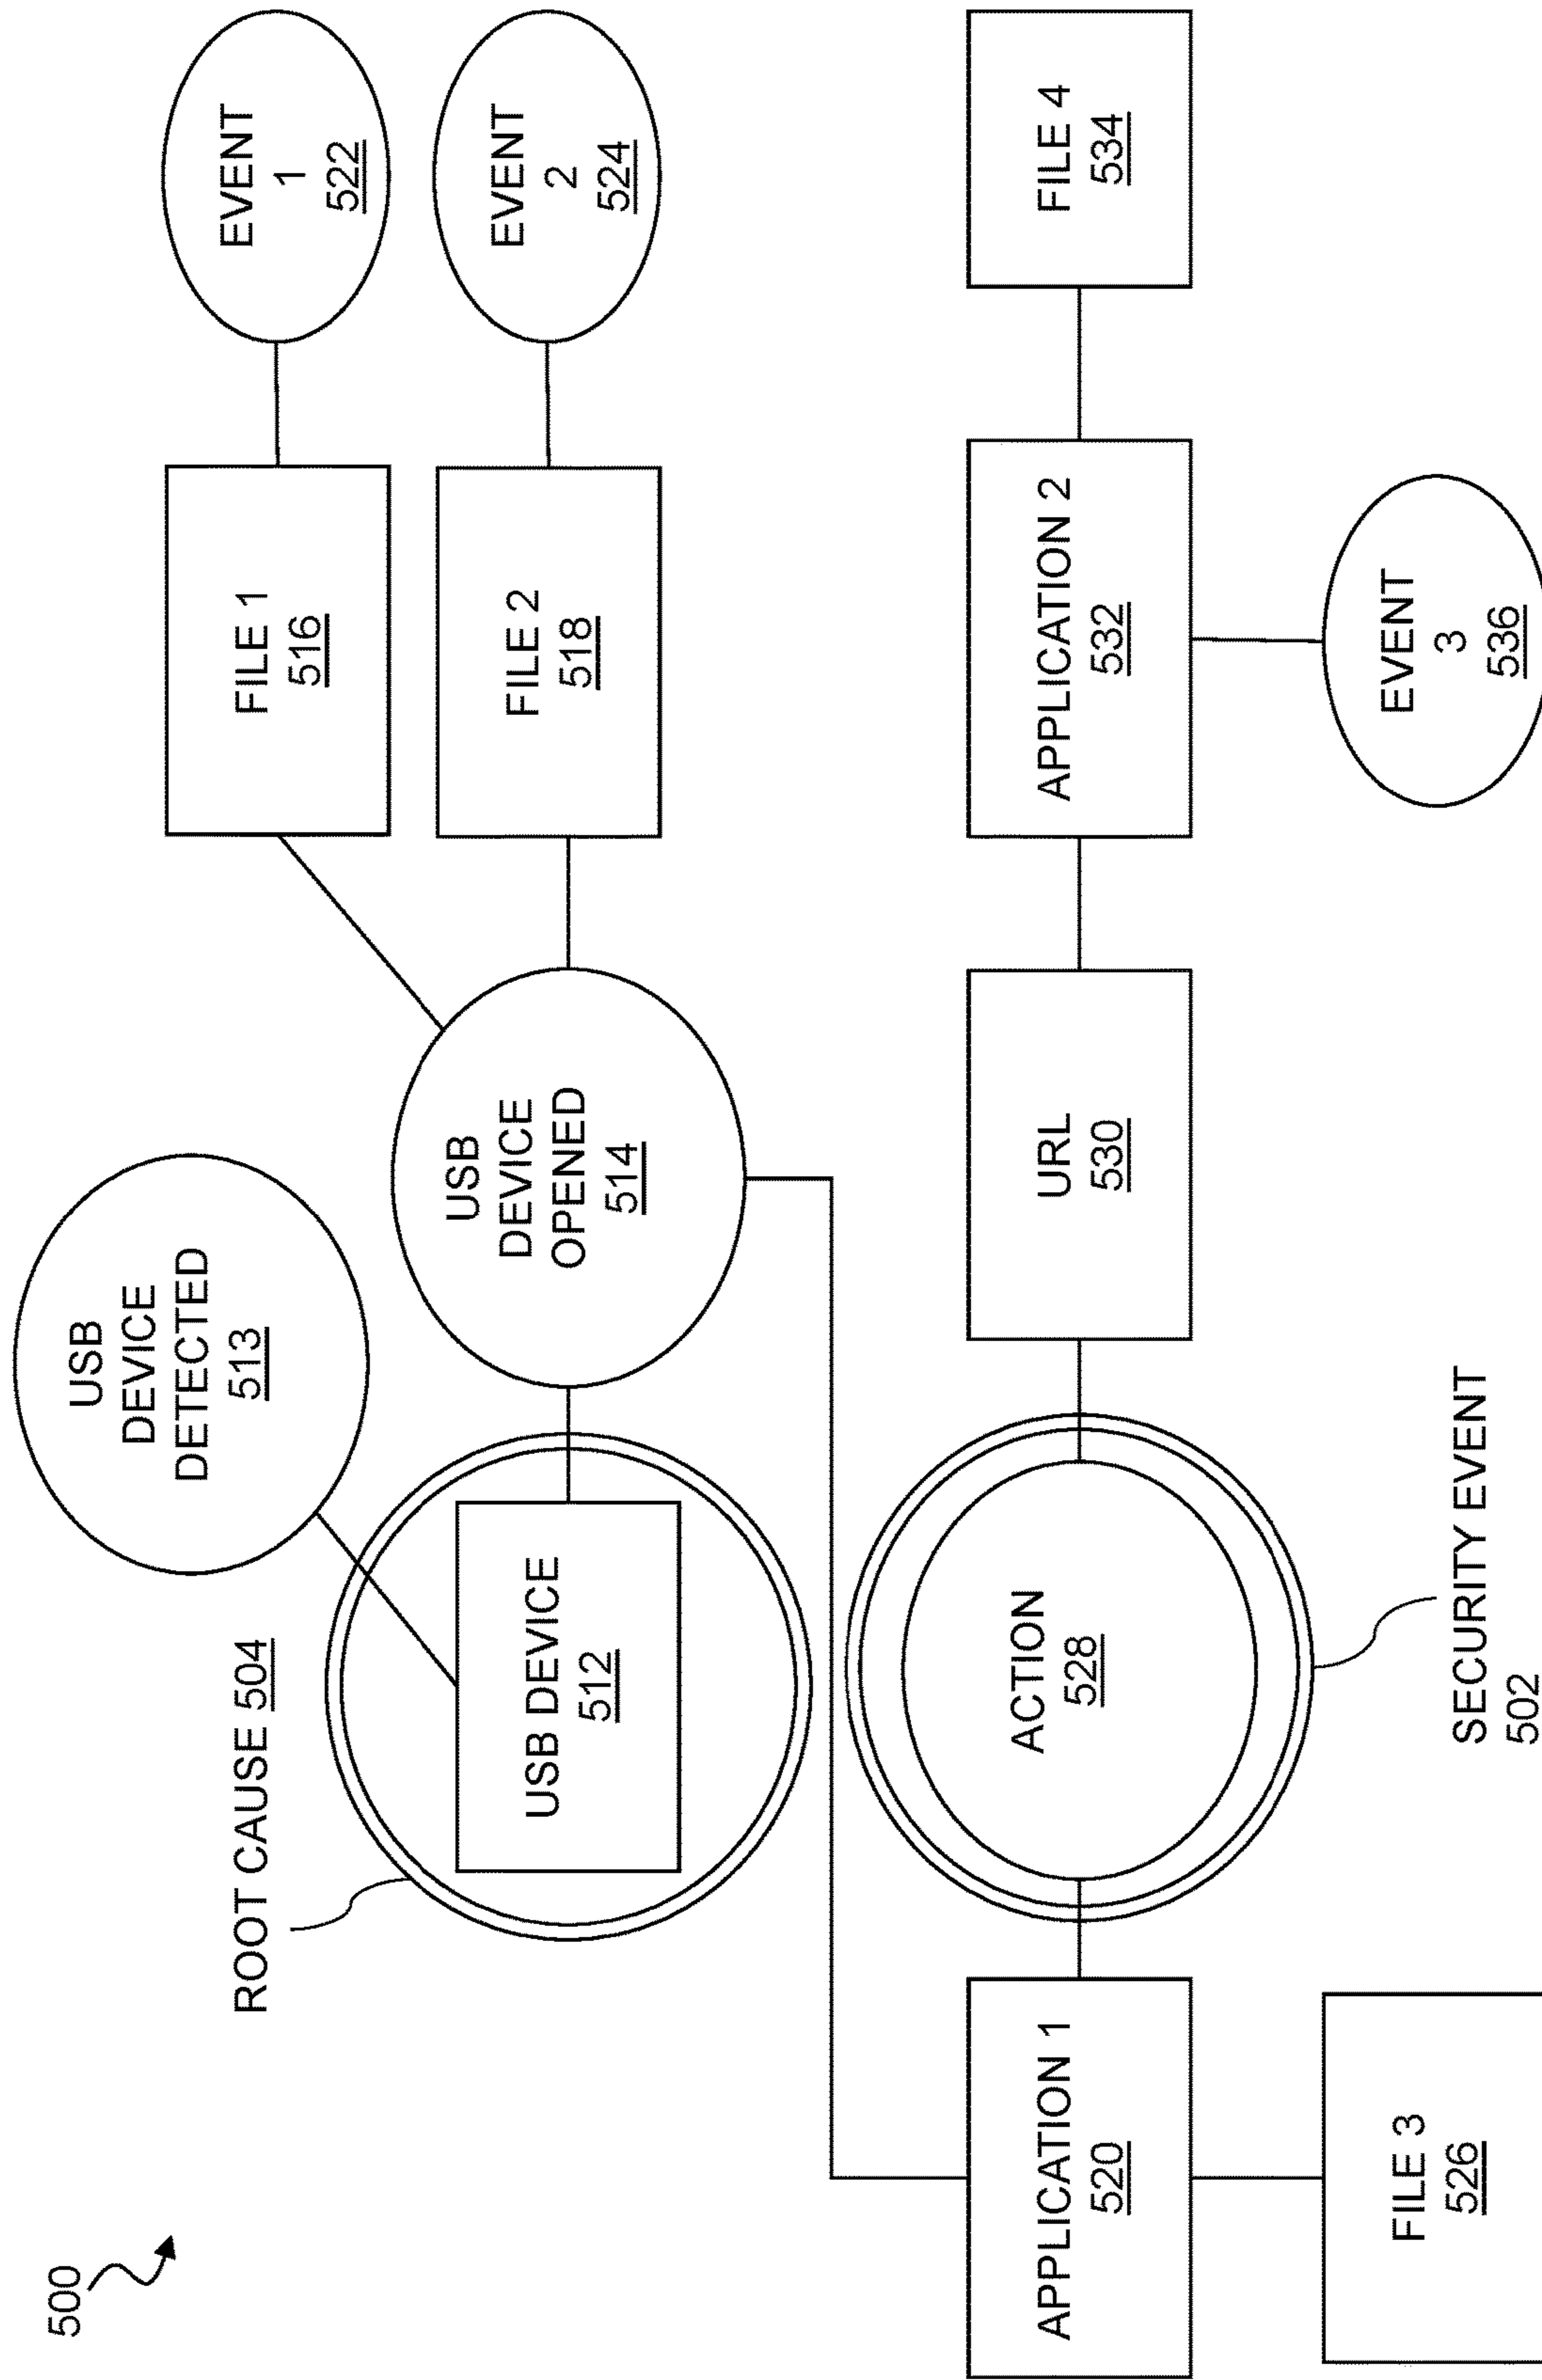 500
ROOT CAUSE 504
USB
DEVICE
DETECTED
513
USB DEVICE
512
USB
DEVICE
OPENED
514
FILE 1
516
EVENT
1
522
FILE 2
518
EVENT
2
524
APPLICATION 1
520
ACTION
528
URL
530
APPLICATION 2
532
FILE 4
534
FILE 3
526
SECURITY EVENT
502
EVENT
3
536